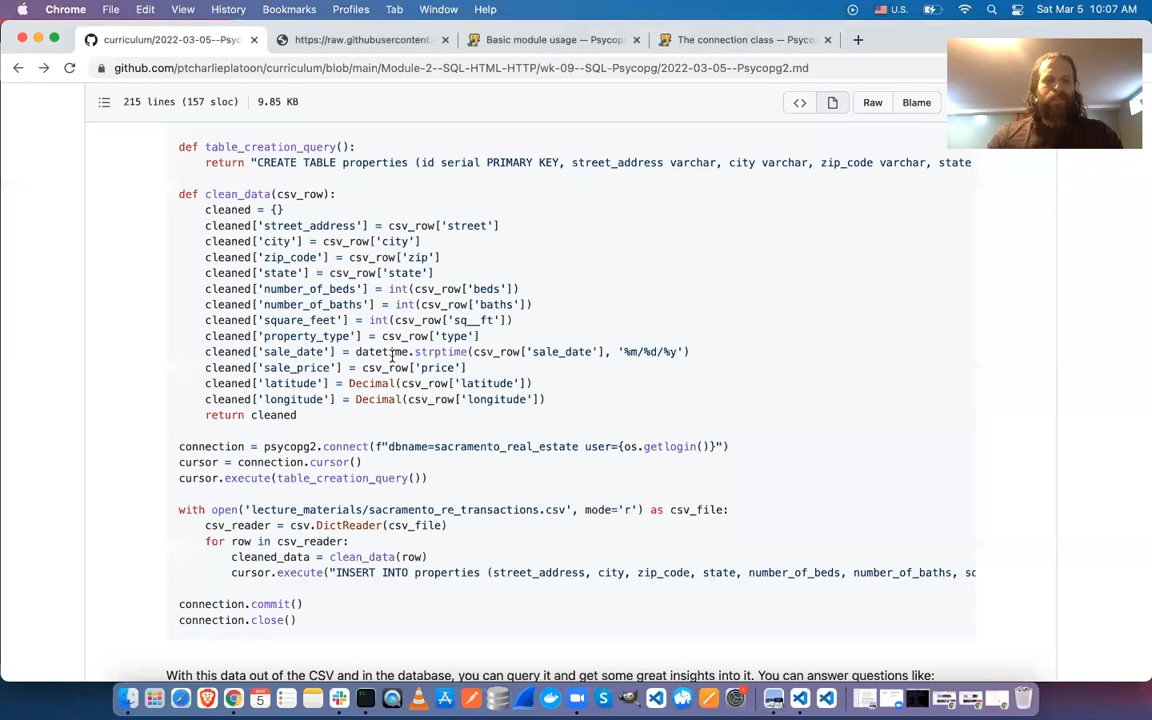 Chrome File Edit View History Bookmarks Profiles Tab Window Help U.S. Sat Mar 5 10:07 AM
curriculum/2022-03-05--Psyc https://raw.githubusercontent. Basic module usage — Psycop The connection class — Psyco
github.com/ptcharlieplatoon/curriculum/blob/main/Module-2--SQL-HTML-HTTP/wk-09--SQL-Psycopg/2022-03-05--Psycopg2.md
215 lines (157 sloc) 9.85 KB Raw Blame
def table_creation_query():
return "CREATE TABLE properties (id serial PRIMARY KEY, street_address varchar, city varchar, zip_code varchar, state
def clean_data(csv_row):
cleaned = {}
cleaned['street_address'] = csv_row['street']
cleaned['city'] = csv_row['city']
cleaned['zip_code'] = csv_row['zip']
cleaned['state'] = csv_row['state']
cleaned['number_of_beds'] = int(csv_row['beds'])
cleaned['number_of_baths'] = int(csv_row['baths'])
cleaned['square_feet'] = int(csv_row['sq__ft'])
cleaned['property_type'] = csv_row['type']
cleaned['sale_date'] = datetime.strptime(csv_row['sale_date'], '%m/%d/%y')
cleaned['sale_price'] = csv_row['price']
cleaned['latitude'] = Decimal(csv_row['latitude'])
cleaned['longitude'] = Decimal(csv_row['longitude'])
return cleaned
connection = psycopg2.connect(f"dbname=sacramento_real_estate user={os.getlogin()}")
cursor = connection.cursor()
cursor.execute(table_creation_query())
with open('lecture_materials/sacramento_re_transactions.csv', mode='r') as csv_file:
csv_reader = csv.DictReader(csv_file)
for row in csv_reader:
cleaned_data = clean_data(row)
cursor.execute("INSERT INTO properties (street_address, city, zip_code, state, number_of_beds, number_of_baths, sq
connection.commit()
connection.close()
With this data out of the CSV and in the database, you can query it and get some great insights into it. You can answer questions like: